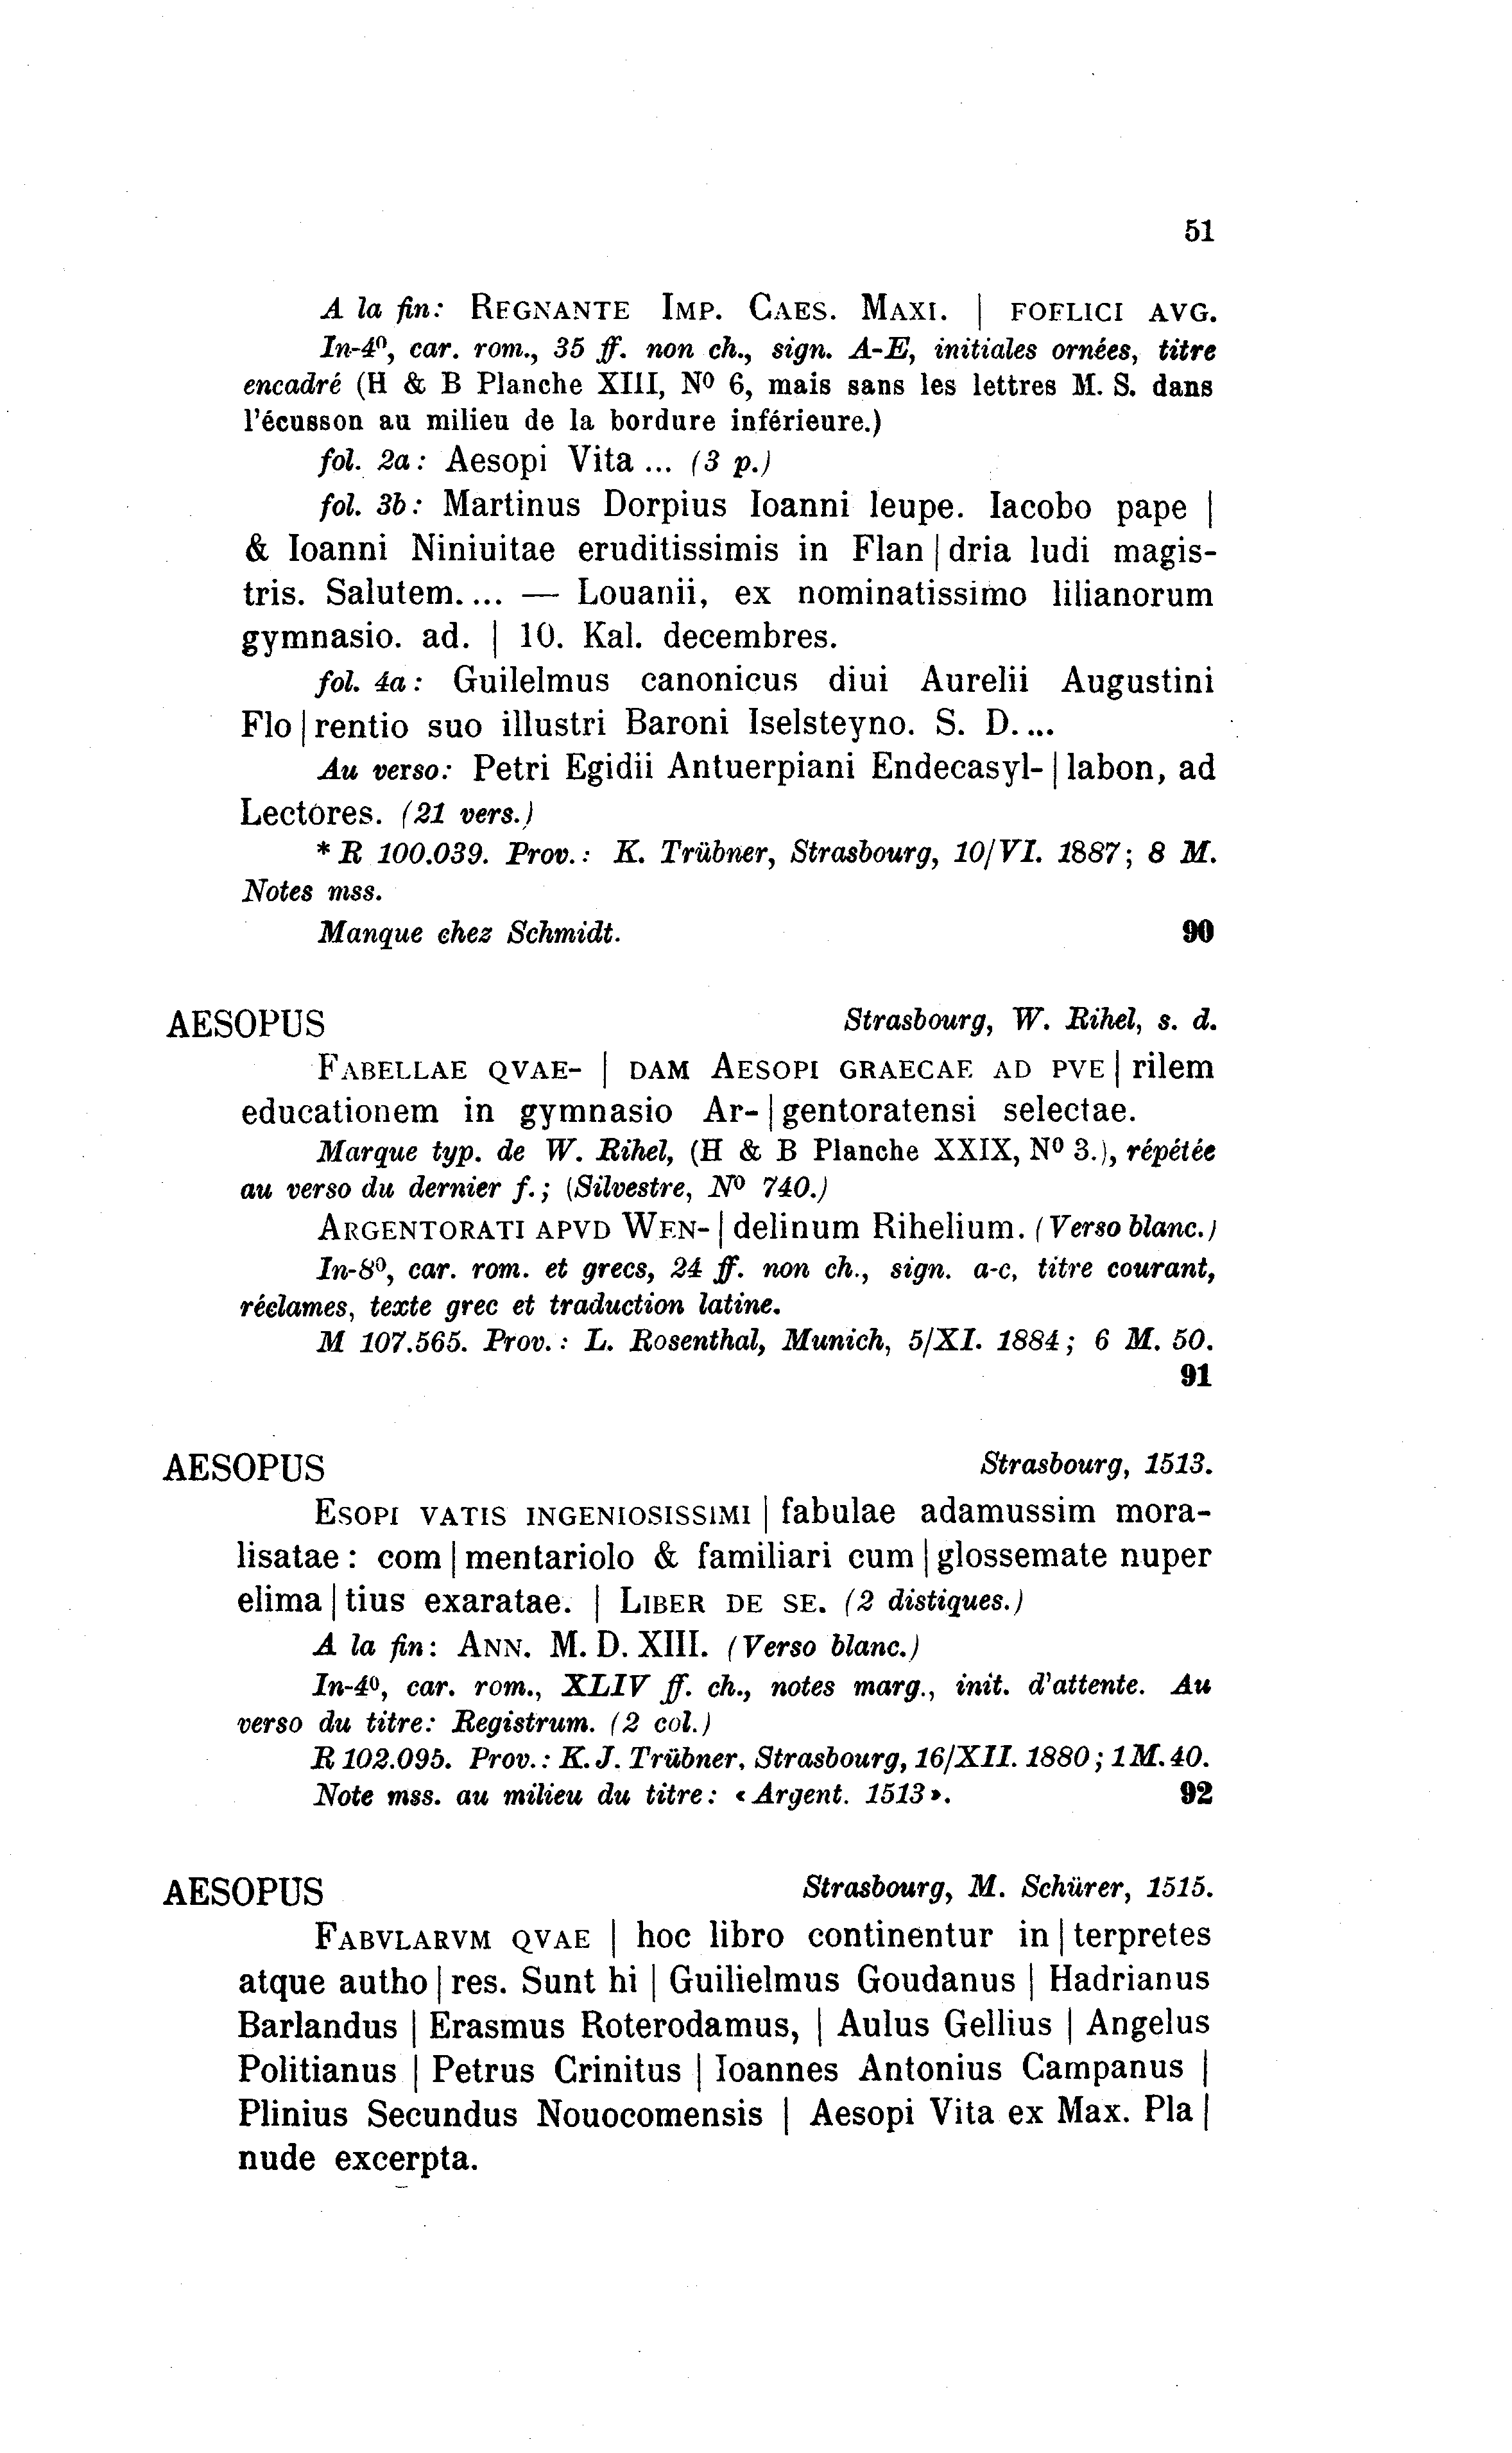 51
A la fin: REGNANTE IMP. CAES. MAXI. | FOELICI AVG.
In-4º, car. rom., 35 ff. non ch., sign. A-E, initiales ornées, titre
encadré (H & B Planche XIII, Nº 6, mais sans les lettres M. S. dans
l'écusson au milieu de la bordure inférieure.)
fol. 2a: Aesopi Vita ... (3 p.)
fol. 3b: Martinus Dorpius Ioanni leupe. Iacobo pape |
& Ioanni Niniuitae eruditissimis in Flan | dria ludi magis-
tris. Salutem.... — Louanii, ex nominatissimo lilianorum
gymnasio. ad. | 10. Kal. decembres.
fol. 4a: Guilelmus canonicus diui Aurelii Augustini
Flo | rentio suo illustri Baroni Iselsteyno. S. D....
Au verso: Petri Egidii Antuerpiani Endecasyl- | labon, ad
Lectores. (21 vers.)
* R 100.039. Prov.: K. Trübner, Strasbourg, 10/VI. 1887; 8 M.
Notes mss.
Manque chez Schmidt. 90
AESOPUS Strasbourg, W. Rihel, s. d.
FABELLAE QVAE- | DAM AESOPI GRAECAE AD PVE | rilem
educationem in gymnasio Ar- | gentoratensi selectae.
Marque typ. de W. Rihel, (H & B Planche XXIX, Nº 3.), répétée
au verso du dernier f.; (Silvestre, Nº 740.)
ARGENTORATI APVD WEN- | delinum Rihelium. (Verso blanc.)
In-8º, car. rom. et grecs, 24 ff. non ch., sign. a-c, titre courant,
réclames, texte grec et traduction latine.
M 107.565. Prov.: L. Rosenthal, Munich, 5/XI. 1884; 6 M. 50.
91
AESOPUS Strasbourg, 1513.
ESOPI VATIS INGENIOSISSIMI | fabulae adamussim mora-
lisatae: com | mentariolo & familiari cum | glossemate nuper
elima | tius exaratae. | LIBER DE SE. (2 distiques.)
A la fin: ANN. M. D. XIII. (Verso blanc.)
In-4º, car. rom., XLIV ff. ch., notes marg., init. d'attente. Au
verso du titre: Registrum. (2 col.)
R 102.095. Prov.: K. J. Trübner, Strasbourg, 16/XII. 1880; 1 M. 40.
Note mss. au milieu du titre: «Argent. 1513». 92
AESOPUS Strasbourg, M. Schürer, 1515.
FABVLARVM QVAE | hoc libro continentur in | terpretes
atque autho | res. Sunt hi | Guilielmus Goudanus | Hadrianus
Barlandus | Erasmus Roterodamus, | Aulus Gellius | Angelus
Politianus | Petrus Crinitus | Ioannes Antonius Campanus |
Plinius Secundus Nouocomensis | Aesopi Vita ex Max. Pla |
nude excerpta.